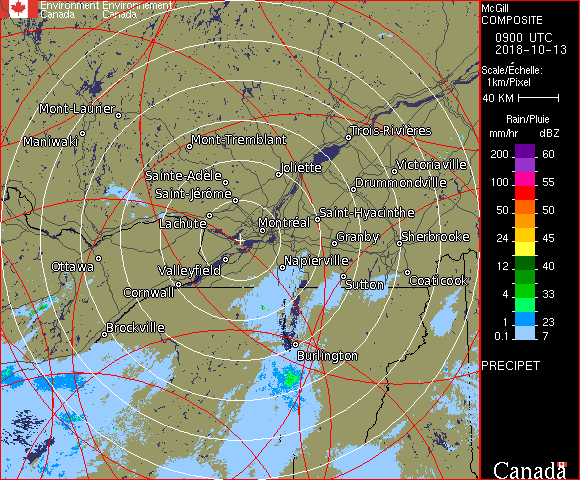 Environment Environnement
Canada Canada
McGill
COMPOSITE
0900 UTC
2018-10-13
Scale/Échelle:
1km/Pixel
40 KM
Rain/Pluie
mm/hr dBZ
200 60
100 55
50 50
24 45
12 40
4 33
1 23
0.1 7
PRECIPET
Canada
Mont-Laurier
Maniwaki
Mont-Tremblant
Trois-Rivières
Joliette
Victoriaville
Sainte-Adèle
Drummondville
Saint-Jérôme
Saint-Hyacinthe
Lachute
Montréal
Granby
Sherbrooke
Ottawa
Valleyfield
Napierville
Cornwall
Sutton
Coaticook
Brockville
Burlington